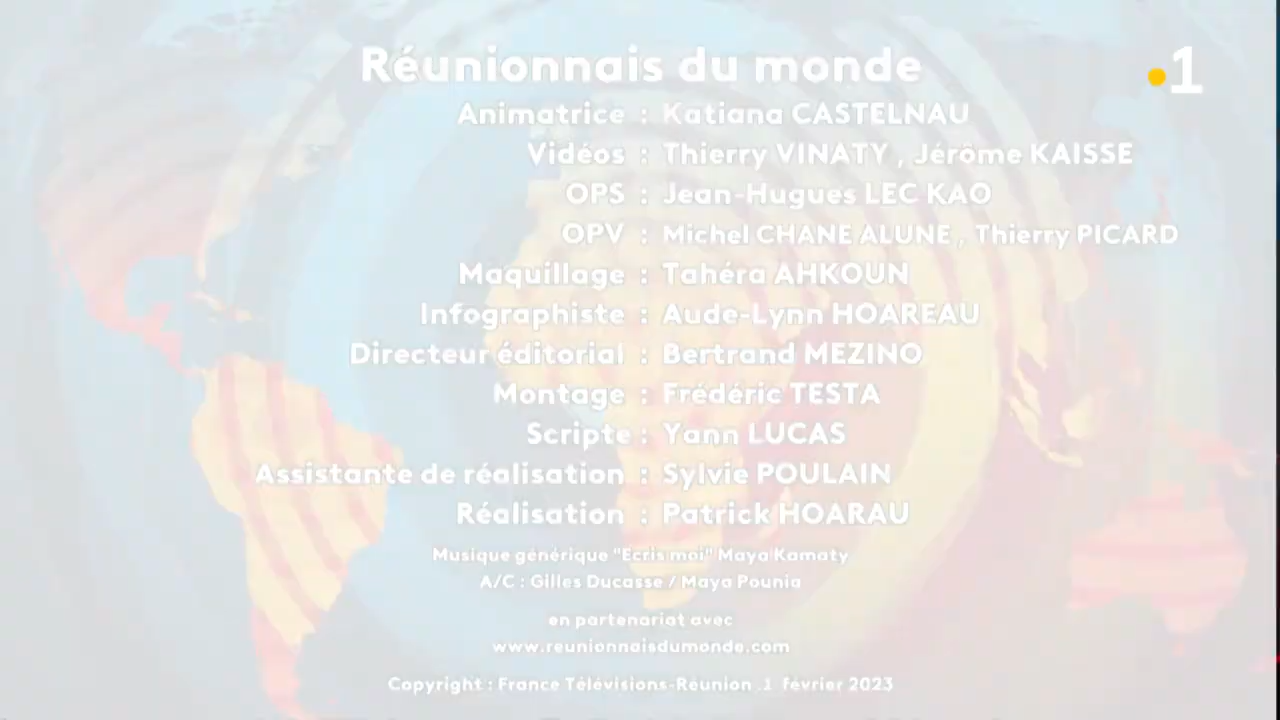 Réunionnais du monde
.1
Animatrice : Katiana CASTELNAU
Vidéos : Thierry VINATY , Jérôme KAISSE
OPS : Jean-Hugues LEC KAO
OPV : Michel CHANE ALUNE , Thierry PICARD
Maquillage : Tahéra AHKOUN
Infographiste : Aude-Lynn HOAREAU
Directeur éditorial : Bertrand MEZINO
Montage : Frédéric TESTA
Scripte : Yann LUCAS
Assistante de réalisation : Sylvie POULAIN
Réalisation : Patrick HOARAU
Musique générique "Ecris moi" Maya Kamaty
A/C : Gilles Ducasse / Maya Pounia
en partenariat avec
www.reunionnaisdumonde.com
Copyright : France Télévisions-Réunion .1 février 2023